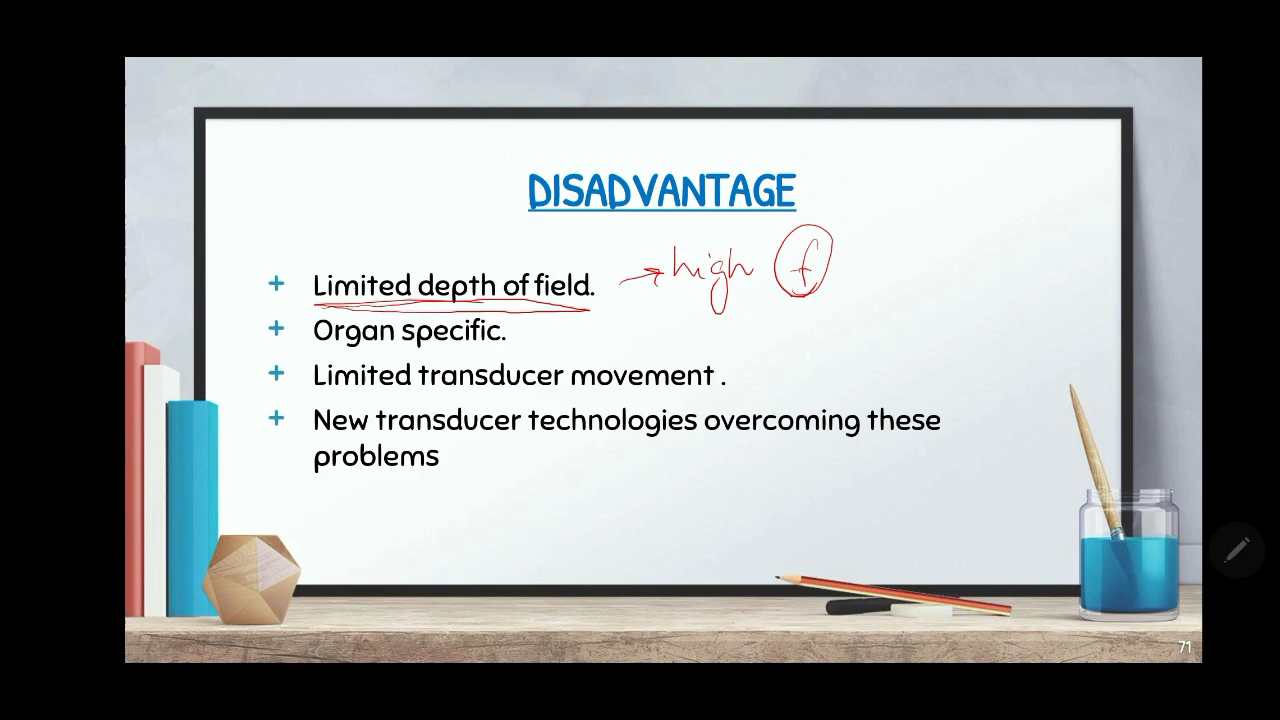 DISADVANTAGE
+ Limited depth of field. → high f
+ Organ specific.
+ Limited transducer movement .
+ New transducer technologies overcoming these
problems
71